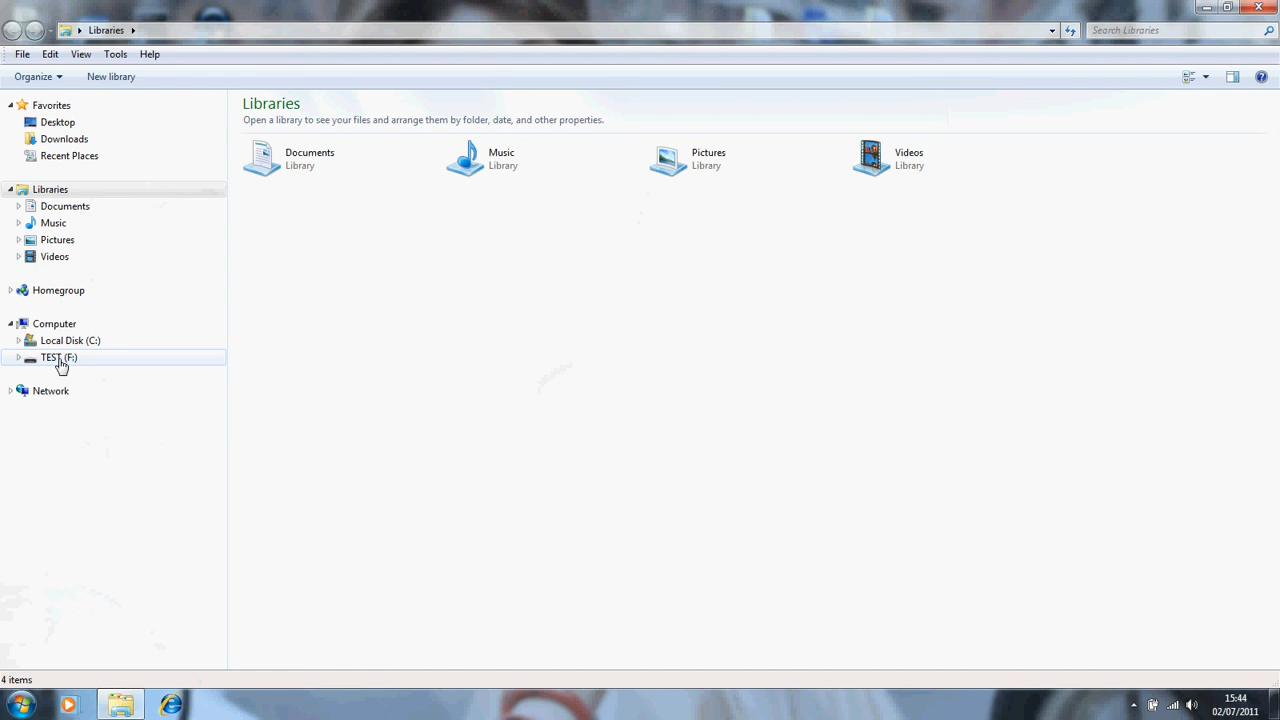 Libraries
Search Libraries
File Edit View Tools Help
Organize New library
Favorites
Desktop
Downloads
Recent Places
Libraries
Documents
Music
Pictures
Videos
Homegroup
Computer
Local Disk (C:)
TEST (F:)
Network
Libraries
Open a library to see your files and arrange them by folder, date, and other properties.
Documents
Library
Music
Library
Pictures
Library
Videos
Library
4 items
15:44
02/07/2011